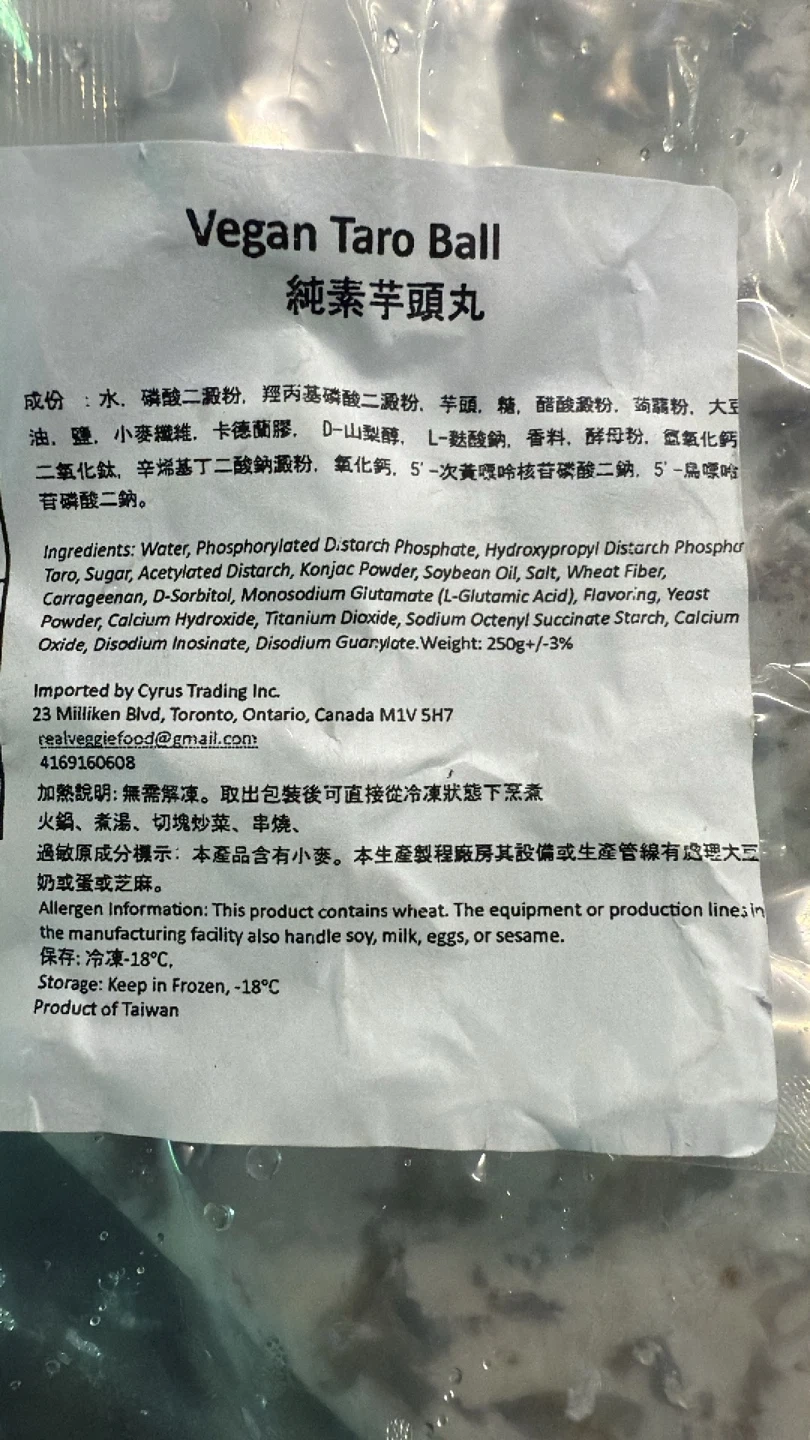 Vegan Taro Ball
純素芋頭丸
成份 : 水, 磷酸二澱粉, 羥丙基磷酸二澱粉, 芋頭, 糖, 醋酸澱粉, 蒟蒻粉, 大豆
油, 鹽, 小麥纖維, 卡德蘭膠, D-山梨醇, L-麩酸鈉, 香料, 酵母粉, 氫氧化鈣
二氧化鈦, 辛烯基丁二酸鈉澱粉, 氧化鈣, 5'-次黃嘌呤核苷磷酸二鈉, 5'-鳥嘌呤
苷磷酸二鈉。
Ingredients: Water, Phosphorylated Distarch Phosphate, Hydroxypropyl Distarch Phosphar
Taro, Sugar, Acetylated Distarch, Konjac Powder, Soybean Oil, Salt, Wheat Fiber,
Carrageenan, D-Sorbitol, Monosodium Glutamate (L-Glutamic Acid), Flavoring, Yeast
Powder, Calcium Hydroxide, Titanium Dioxide, Sodium Octenyl Succinate Starch, Calcium
Oxide, Disodium Inosinate, Disodium Guanylate.Weight: 250g+/-3%
Imported by Cyrus Trading Inc.
23 Milliken Blvd, Toronto, Ontario, Canada M1V 5H7
realveggiefood@gmail.com
4169160608
加熱說明: 無需解凍。取出包裝後可直接從冷凍狀態下烹煮
火鍋、煮湯、切塊炒菜、串燒、
過敏原成分標示: 本產品含有小麥。本生產製程廠房其設備或生產管線有處理大豆
奶或蛋或芝麻。
Allergen Information: This product contains wheat. The equipment or production lines in
the manufacturing facility also handle soy, milk, eggs, or sesame.
保存: 冷凍-18°C,
Storage: Keep in Frozen, -18°C
Product of Taiwan